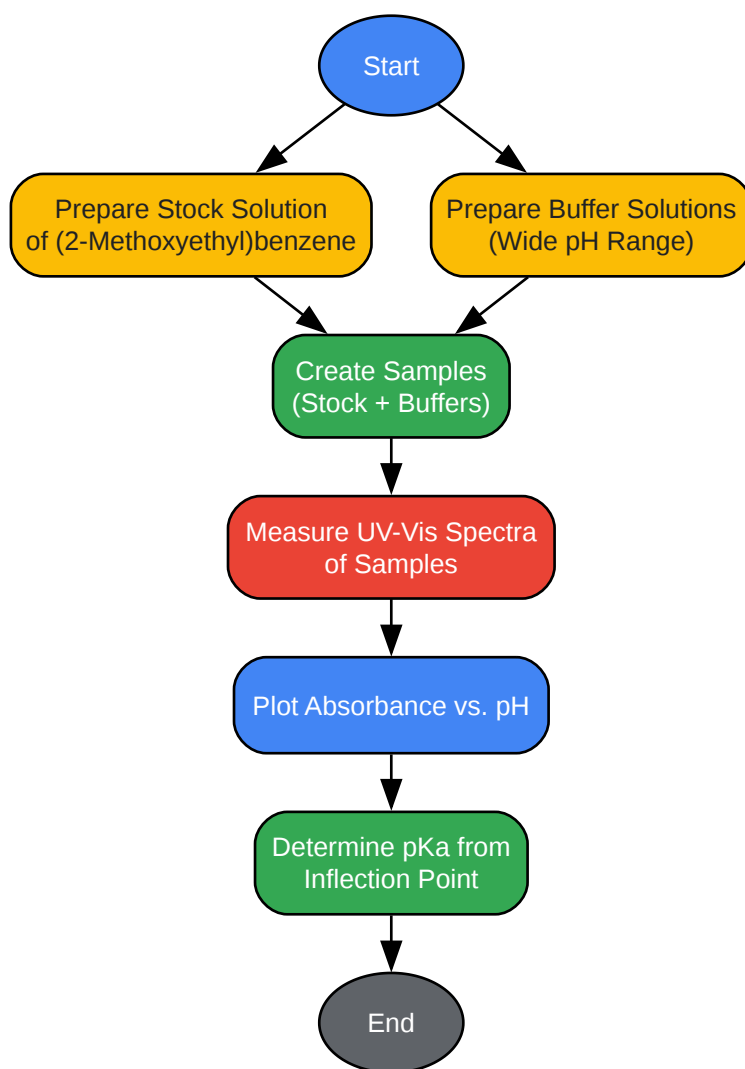 Start
Prepare Stock Solution
of (2-Methoxyethyl)benzene
Prepare Buffer Solutions
(Wide pH Range)
Create Samples
(Stock + Buffers)
Measure UV-Vis Spectra
of Samples
Plot Absorbance vs. pH
Determine pKa from
Inflection Point
End